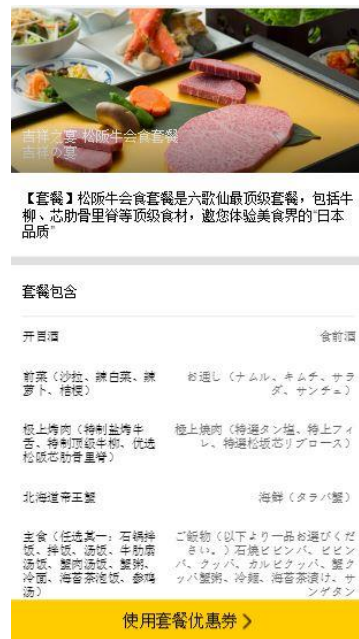 吉祥之宴 松阪牛会食套餐
吉祥の宴
【套餐】松阪牛会食套餐是六歌仙最顶级套餐，包括牛
柳、芯肋骨里脊等顶级食材，邀您体验美食界的“日本
品质”
套餐包含
开胃酒
食前酒
前菜（沙拉、辣白菜、辣
萝卜、桔梗）
お通し（ナムル、キムチ、サラ
ダ、サンチュ）
极上烤肉（特制盐烤牛
舌、特制顶级牛柳、优选
松阪芯肋骨里脊）
極上焼肉（特選タン塩、特上フィ
レ、特選松坂芯リブロース）
北海道帝王蟹
海鮮（タラバ蟹）
主食（任选其一：石锅拌
饭、拌饭、汤饭、牛肋扇
汤饭、蟹肉汤饭、蟹粥、
冷面、海苔茶泡饭、参鸡
汤）
ご飯物（以下より一品お選びくだ
さい。）石焼ビビンバ、ビビン
バ、クッパ、カルビクッパ、蟹ク
ッパ蟹粥、冷麺、海苔茶漬け、サ
ンゲタン
使用套餐优惠券